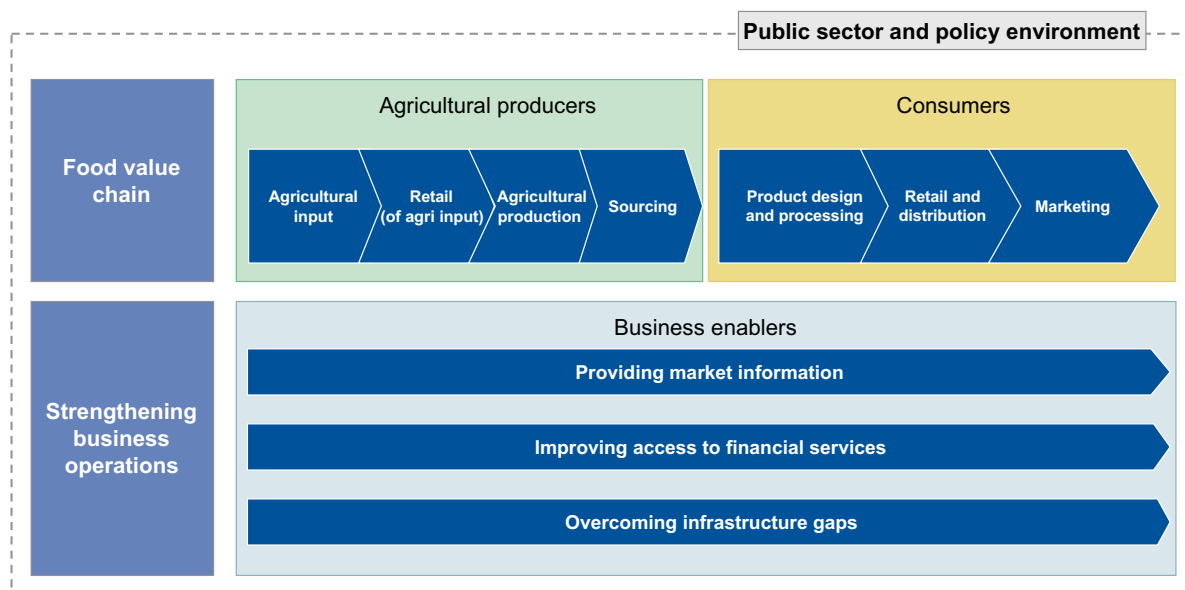 Public sector and policy environment
Food value
chain
Agricultural producers
Agricultural
input
Retail
(of agri input)
Agricultural
production
Sourcing
Consumers
Product design
and processing
Retail and
distribution
Marketing
Strengthening
business
operations
Business enablers
Providing market information
Improving access to financial services
Overcoming infrastructure gaps